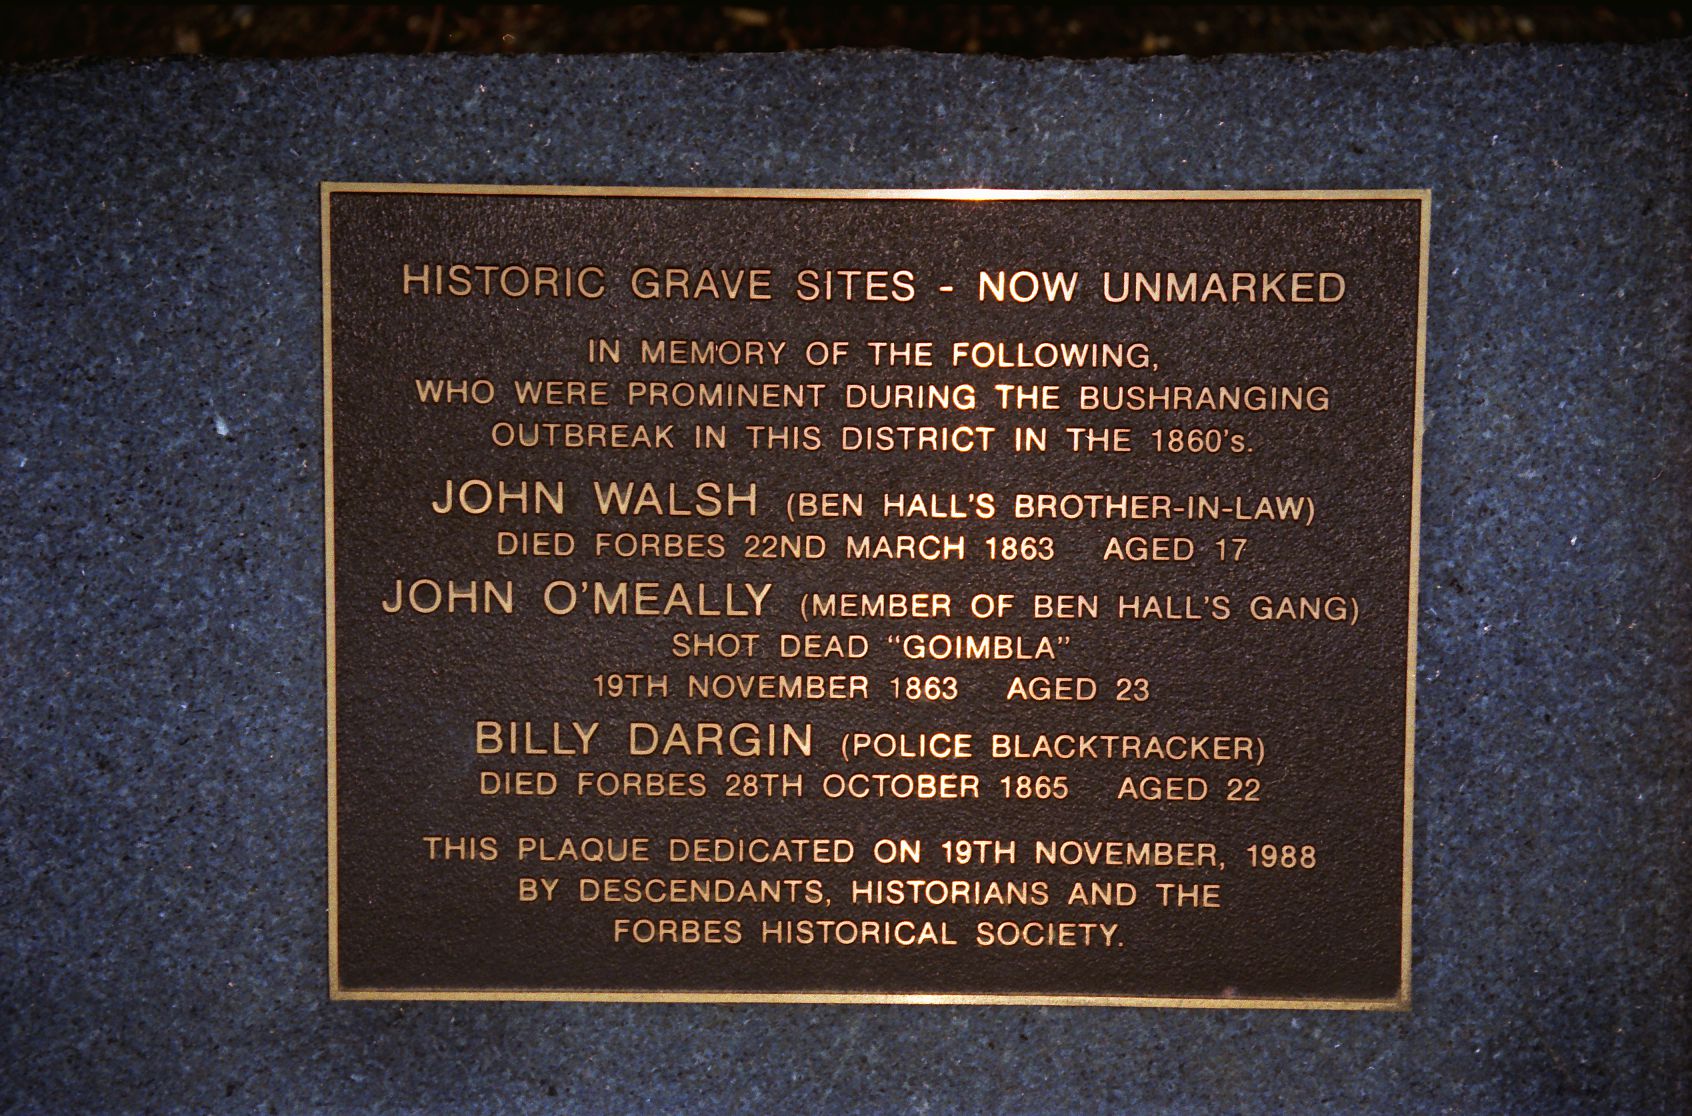 HISTORIC GRAVE SITES - NOW UNMARKED
IN MEMORY OF THE FOLLOWING,
WHO WERE PROMINENT DURING THE BUSHRANGING
OUTBREAK IN THIS DISTRICT IN THE 1860's.
JOHN WALSH (BEN HALL'S BROTHER-IN-LAW)
DIED FORBES 22ND MARCH 1863 AGED 17
JOHN O'MEALLY (MEMBER OF BEN HALL'S GANG)
SHOT DEAD "GOIMBLA"
19TH NOVEMBER 1863 AGED 23
BILLY DARGIN (POLICE BLACKTRACKER)
DIED FORBES 28TH OCTOBER 1865 AGED 22
THIS PLAQUE DEDICATED ON 19TH NOVEMBER, 1988
BY DESCENDANTS, HISTORIANS AND THE
FORBES HISTORICAL SOCIETY.